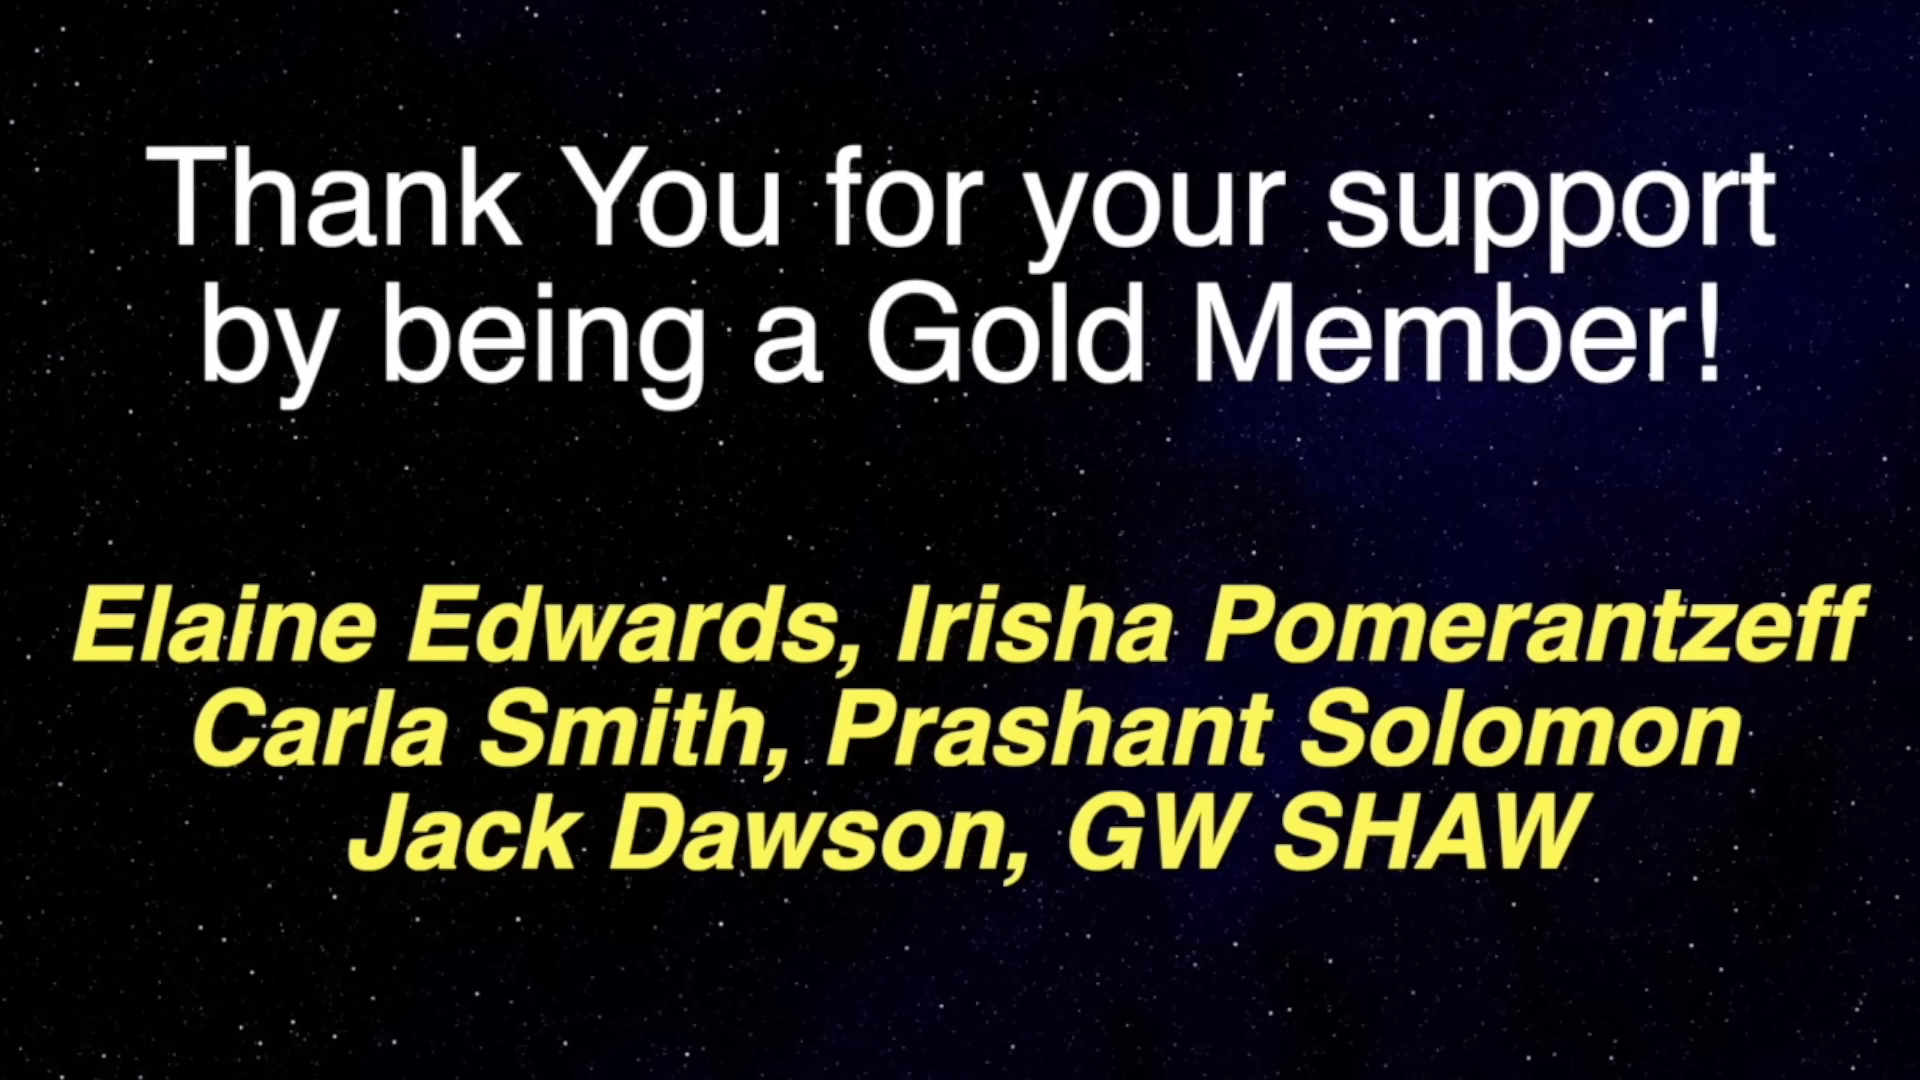 Thank You for your support
by being a Gold Member!
Elaine Edwards, Irisha Pomerantzeff
Carla Smith, Prashant Solomon
Jack Dawson, GW SHAW